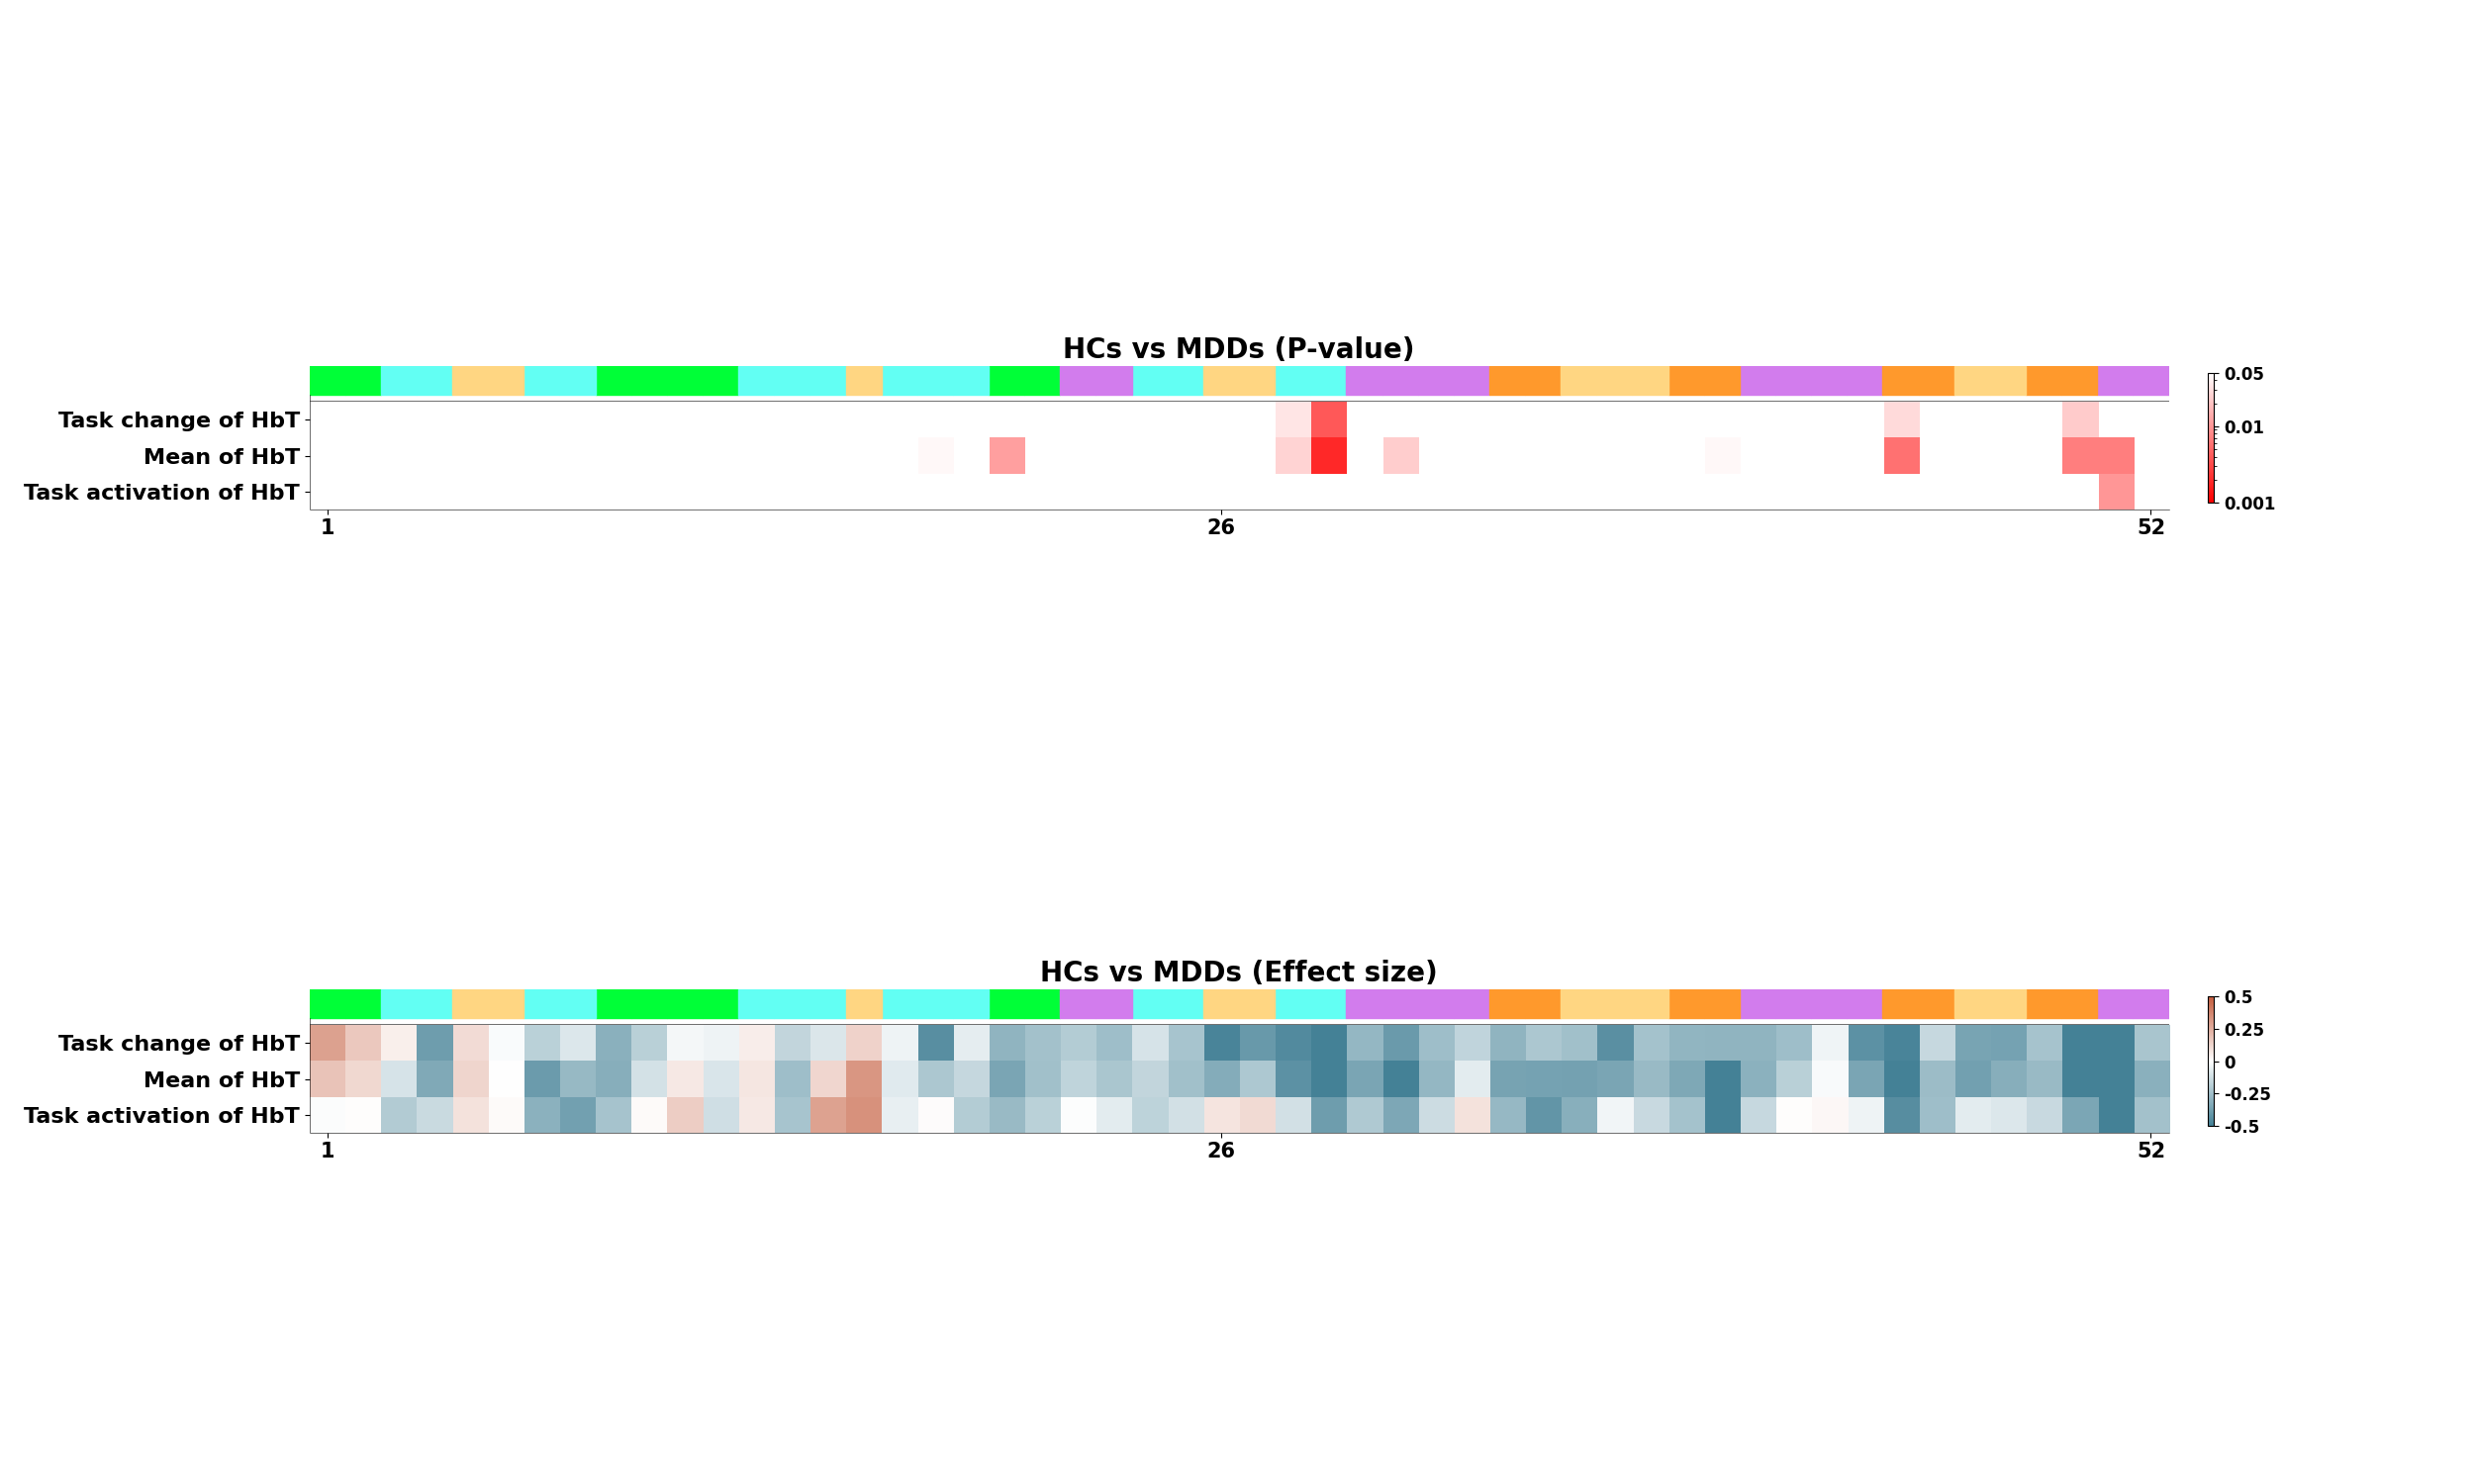 HCs vs MDDs (P-value)
Task change of HbT
Mean of HbT
Task activation of HbT
1 26 52
0.05
0.01
0.001
HCs vs MDDs (Effect size)
Task change of HbT
Mean of HbT
Task activation of HbT
1 26 52
0.5
0.25
0
-0.25
-0.5